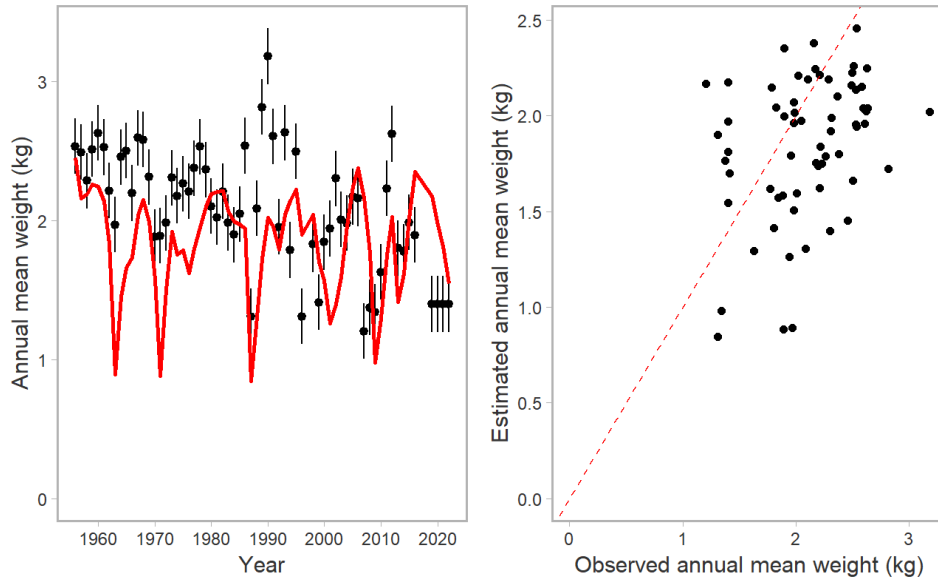 Annual mean weight (kg)
3
2
1
0
1960 1970 1980 1990 2000 2010 2020
Year
Estimated annual mean weight (kg)
2.5
2.0
1.5
1.0
0.5
0.0
0 1 2 3
Observed annual mean weight (kg)